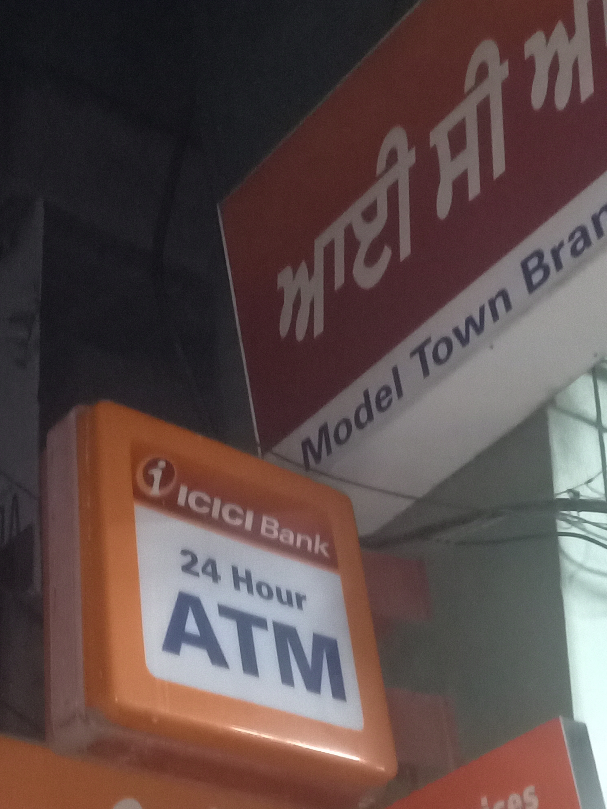 ਆਈ ਸੀ ਆ
Model Town Bran
ICICI Bank
24 Hour
ATM